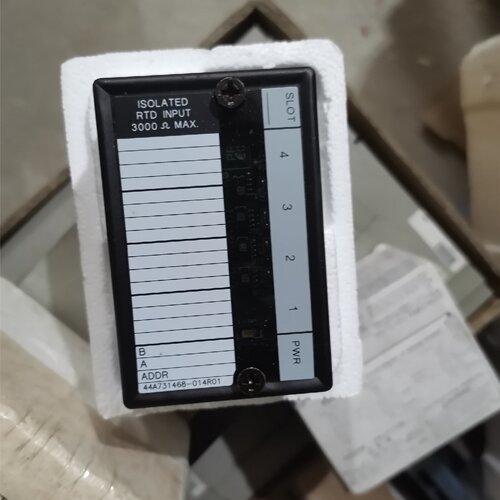 ISOLATED
RTD INPUT
3000 Ω MAX.
SLOT
4
3
2
1
PWR
B
A
ADDR
44A731468-014R01